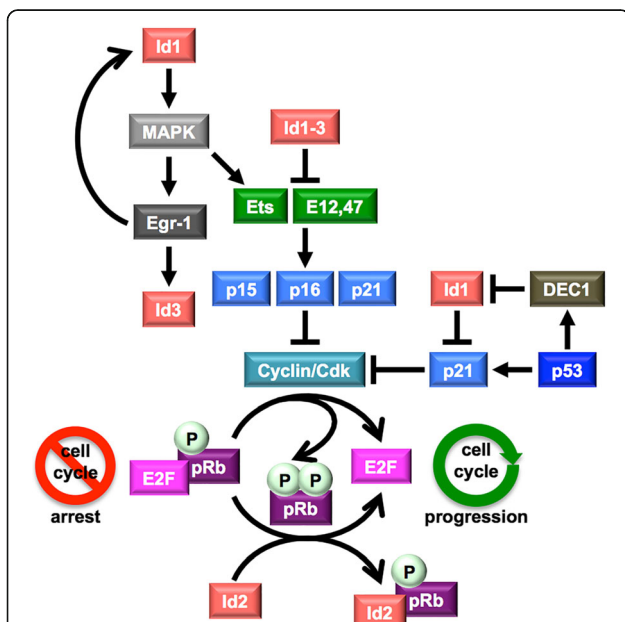 Id1
MAPK
Id1-3
Ets
E12,47
Egr-1
p15
p16
p21
Id1
DEC1
Id3
Cyclin/Cdk
p21
p53
cell
cycle
arrest
P
E2F
pRb
P
P
pRb
E2F
cell
cycle
progression
Id2
P
Id2
pRb